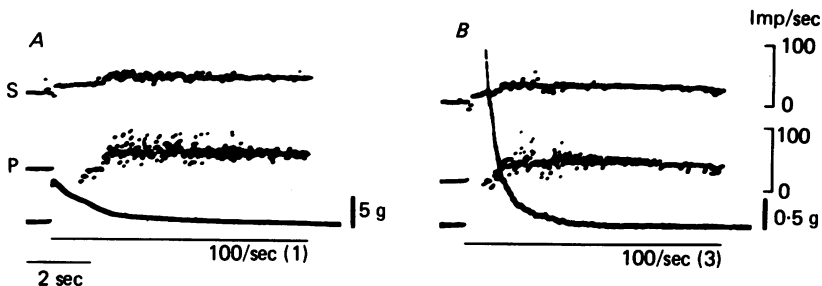 A
S
P
5 g
100/sec (1)
2 sec
B
Imp/sec
100
0
100
0
0·5 g
100/sec (3)